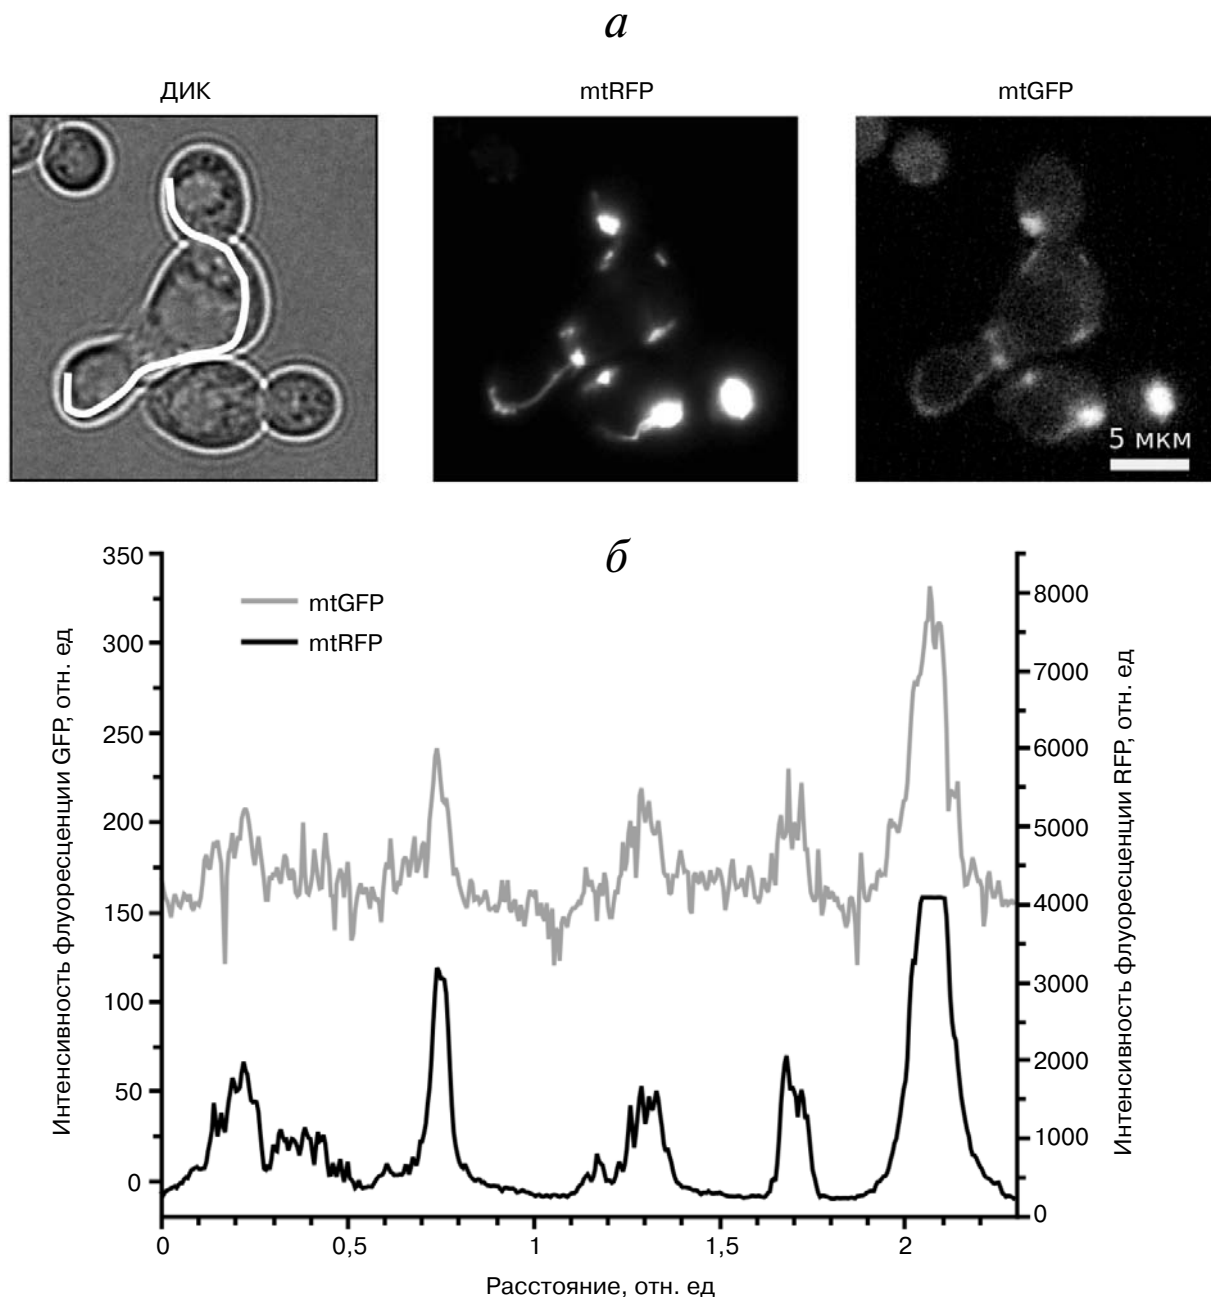 а
ДИК
mtRFP
mtGFP
5 мкм
б
350
300
250
200
150
100
50
0
Интенсивность флуоресценции GFP, отн. ед
mtGFP
mtRFP
8000
7000
6000
5000
4000
3000
2000
1000
0
Интенсивность флуоресценции RFP, отн. ед
0
0,5
1
1,5
2
Расстояние, отн. ед